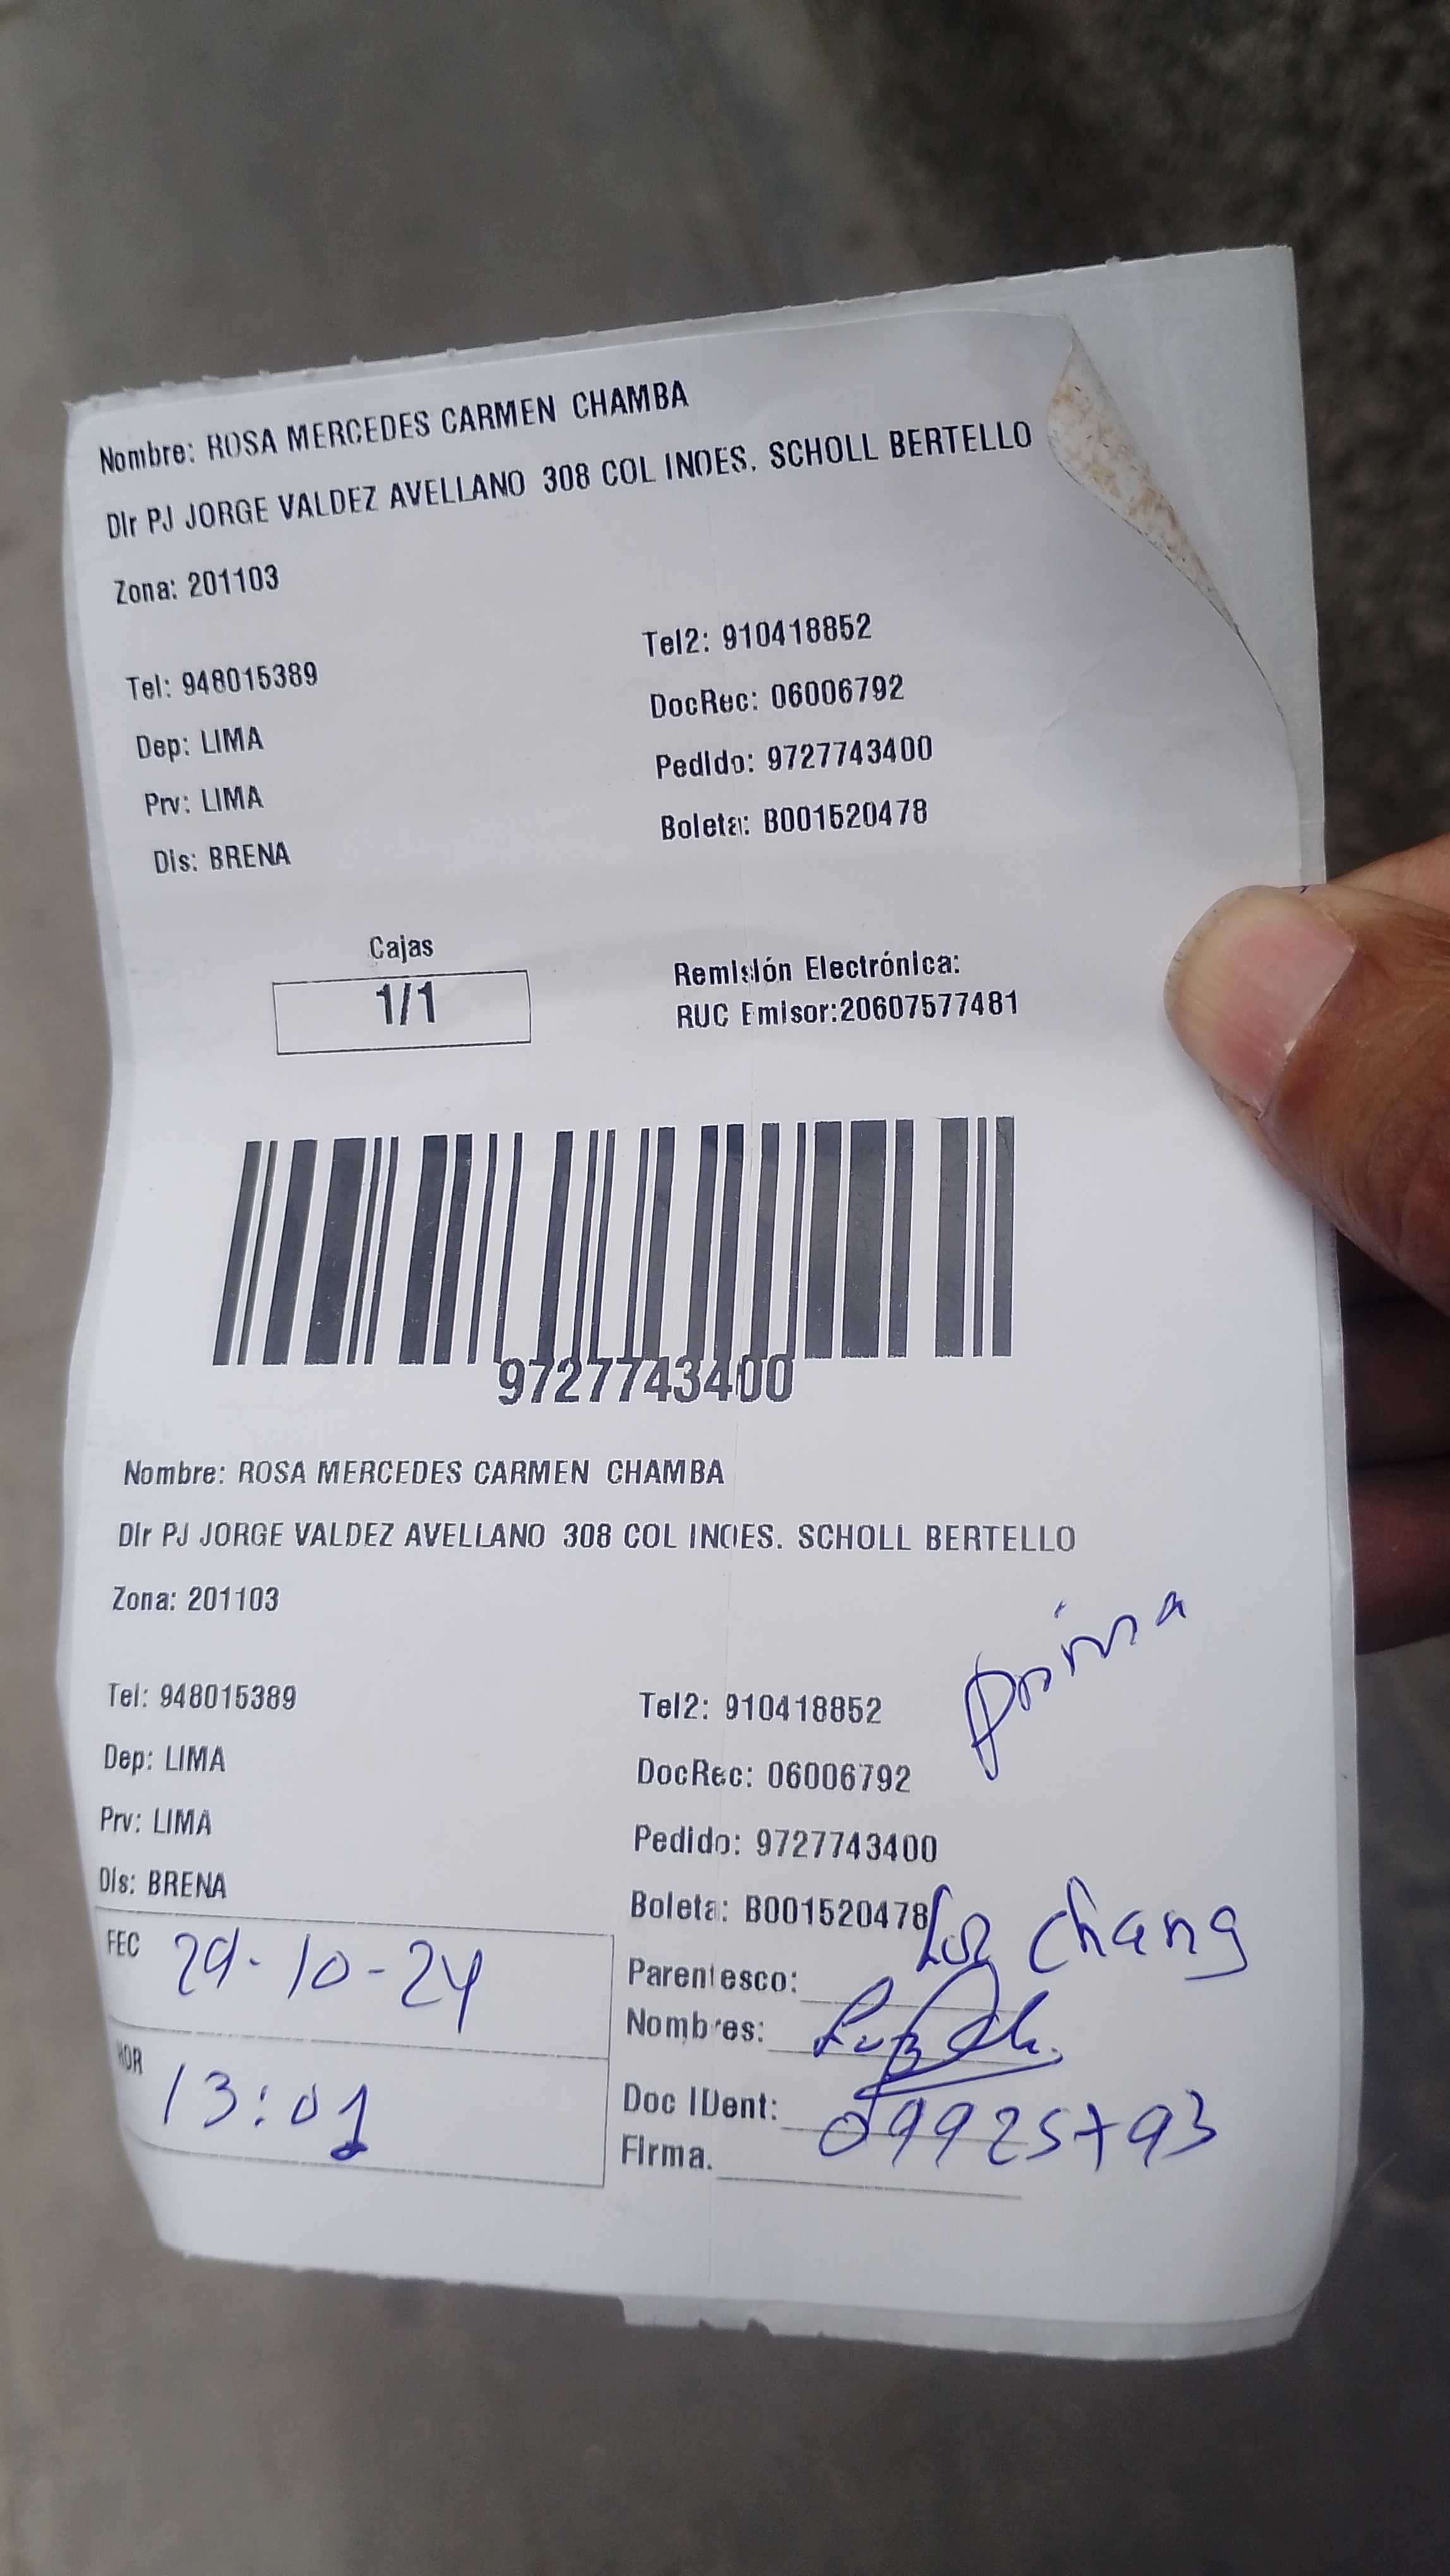 Nombre: ROSA MERCEDES CARMEN CHAMBA
Dir PJ JORGE VALDEZ AVELLANO 308 COL INOES. SCHOLL BERTELLO
Zona: 201103
Tel: 948015389 Tel2: 910418852
DocRec: 06006792
Dep: LIMA
Pedido: 9727743400
Prv: LIMA
Boleta: B001520478
Dis: BRENA
Cajas
1/1
Remisión Electrónica:
RUC Emisor:20607577481
9727743400
Nombre: ROSA MERCEDES CARMEN CHAMBA
Dir PJ JORGE VALDEZ AVELLANO 308 COL INOES. SCHOLL BERTELLO
Zona: 201103
prima
Tel: 948015389 Tel2: 910418852
Dep: LIMA DocRec: 06006792
Prv: LIMA Pedido: 9727743400
Dis: BRENA Boleta: B001520478
Chang
FEC 29-10-24
Parentesco:
Nombres:
HOR 13:01
Doc IDent: 09925793
Firma.